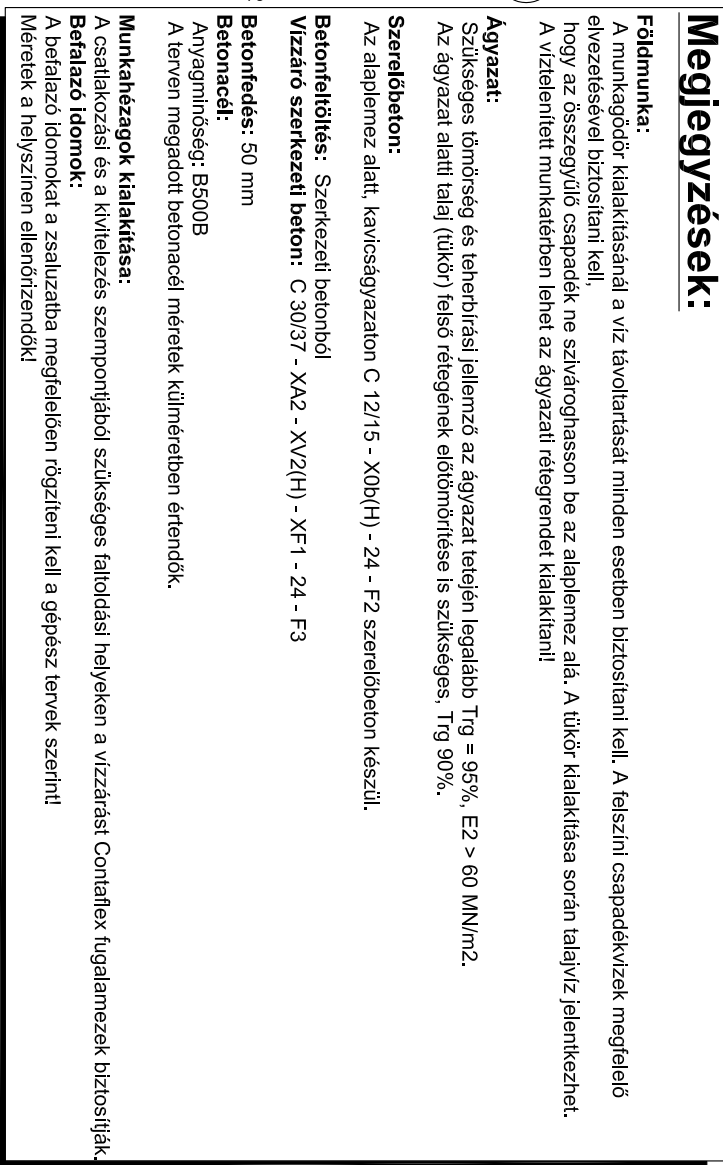 Megjegyzések:
Földmunka:
A munkagödör kialakításánál a víz távoltartását minden esetben biztosítani kell. A felszíni csapadékvizek megfelelő
elvezetésével biztosítani kell,
hogy az összegyűlő csapadék ne szivároghasson be az alaplemez alá. A tükör kialakítása során talajvíz jelentkezhet.
A víztelenített munkatérben lehet az ágyazati rétegrendet kialakítani!
Ágyazat:
Szükséges tömörség és teherbírási jellemző az ágyazat tetején legalább Trg = 95%, E2 > 60 MN/m2.
Az ágyazat alatti talaj (tükör) felső rétegének előtömörítése is szükséges, Trg 90%.
Szerelőbeton:
Az alaplemez alatt, kavicságyazaton C 12/15 - X0b(H) - 24 - F2 szerelőbeton készül.
Betonfeltöltés: Szerkezeti betonból
Vízzáró szerkezeti beton: C 30/37 - XA2 - XV2(H) - XF1 - 24 - F3
Betonfedés: 50 mm
Betonacél:
Anyagminőség: B500B
A terven megadott betonacél méretek külméretben értendők.
Munkahézagok kialakítása:
A csatlakozási és a kivitelezés szempontjából szükséges faltoldási helyeken a vízzárást Contaflex fugalamezek biztosítják.
Befalazó idomok:
A befalazó idomokat a zsaluzatba megfelelően rögzíteni kell a gépész tervek szerint!
Méretek a helyszínen ellenőrizendők!